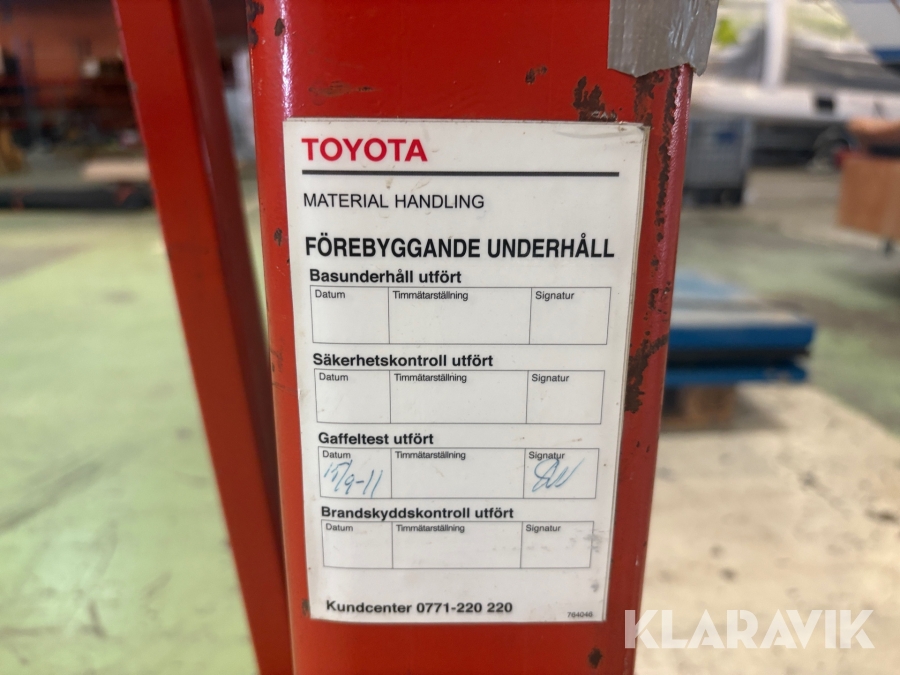 TOYOTA
MATERIAL HANDLING
FÖREBYGGANDE UNDERHÅLL
Basunderhåll utfört
Datum Timmätarställning Signatur
Säkerhetskontroll utfört
Datum Timmätarställning Signatur
Gaffeltest utfört
Datum Timmätarställning Signatur
15/9-11
Brandskyddskontroll utfört
Datum Timmätarställning Signatur
Kundcenter 0771-220 220
764046
KLARAVIK